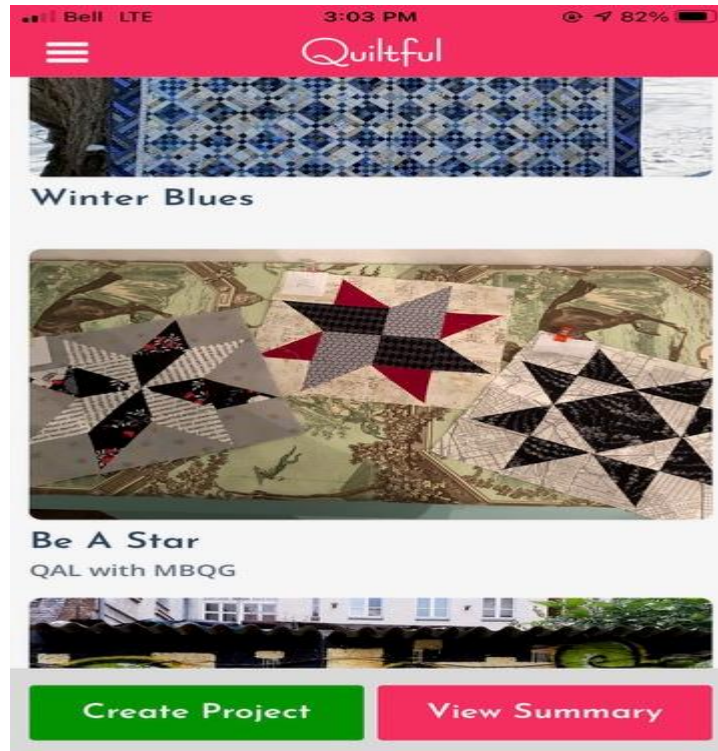 Bell LTE 3:03 PM 82%
Quiltful
Winter Blues
Be A Star
QAL with MBQG
Create Project View Summary